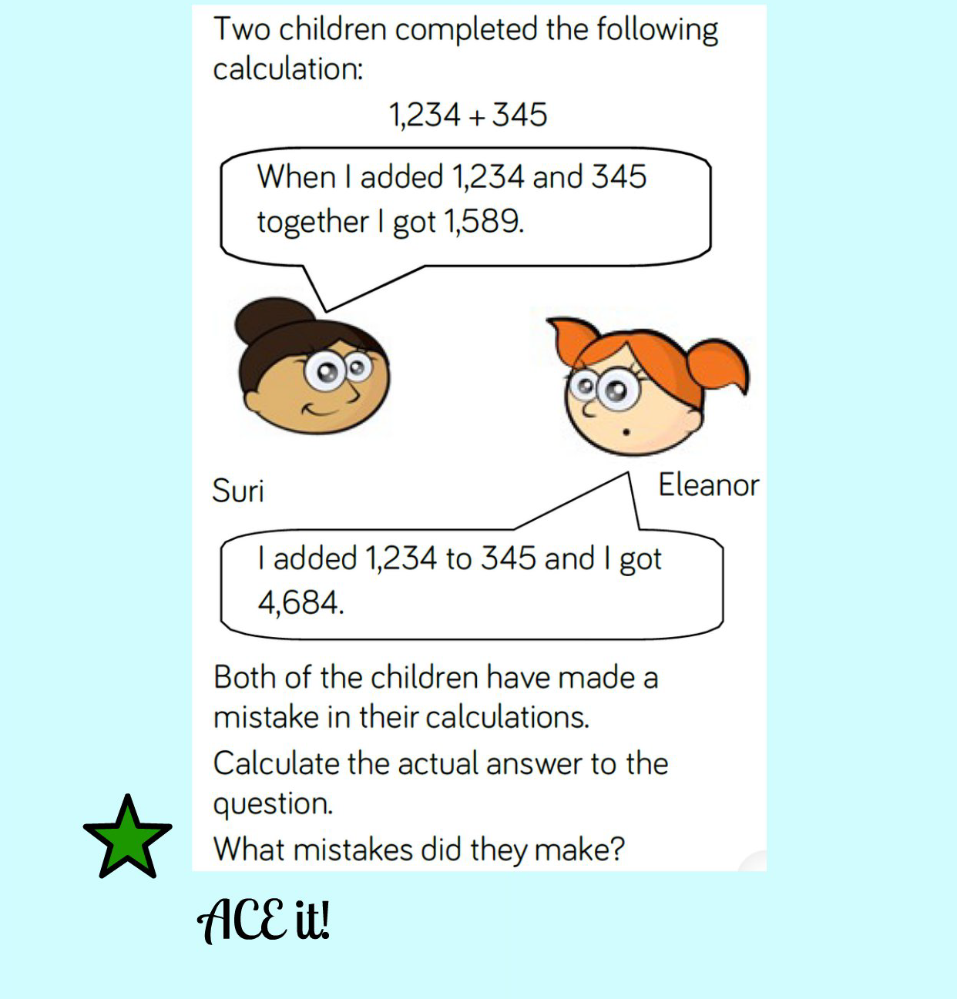 Two children completed the following
calculation:
1,234 + 345
When I added 1,234 and 345
together I got 1,589.
Suri
Eleanor
I added 1,234 to 345 and I got
4,684.
Both of the children have made a
mistake in their calculations.
Calculate the actual answer to the
question.
What mistakes did they make?
ACE it!